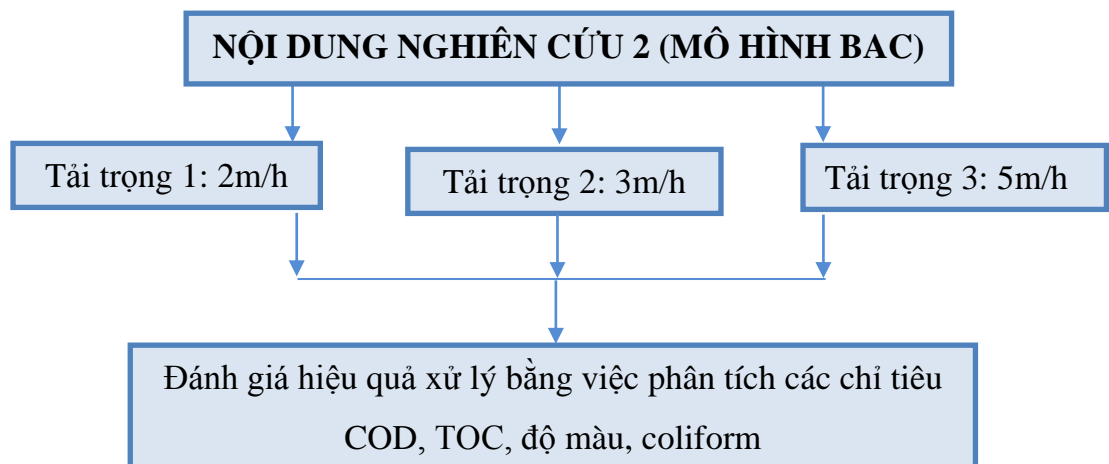 NỘI DUNG NGHIÊN CỨU 2 (MÔ HÌNH BAC)
Tải trọng 1: 2m/h
Tải trọng 2: 3m/h
Tải trọng 3: 5m/h
Đánh giá hiệu quả xử lý bằng việc phân tích các chỉ tiêu
COD, TOC, độ màu, coliform